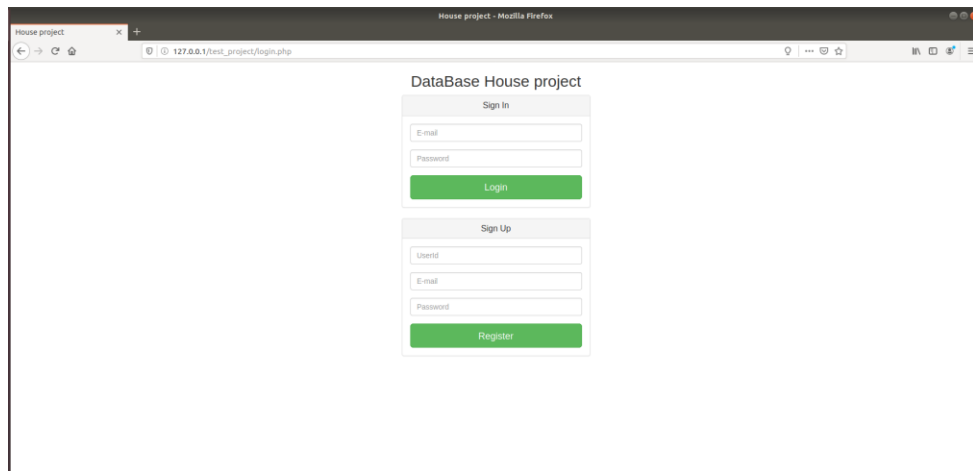 House project - Mozilla Firefox
House project
127.0.0.1/test_project/login.php
DataBase House project
Sign In
E-mail
Password
Login
Sign Up
UserId
E-mail
Password
Register